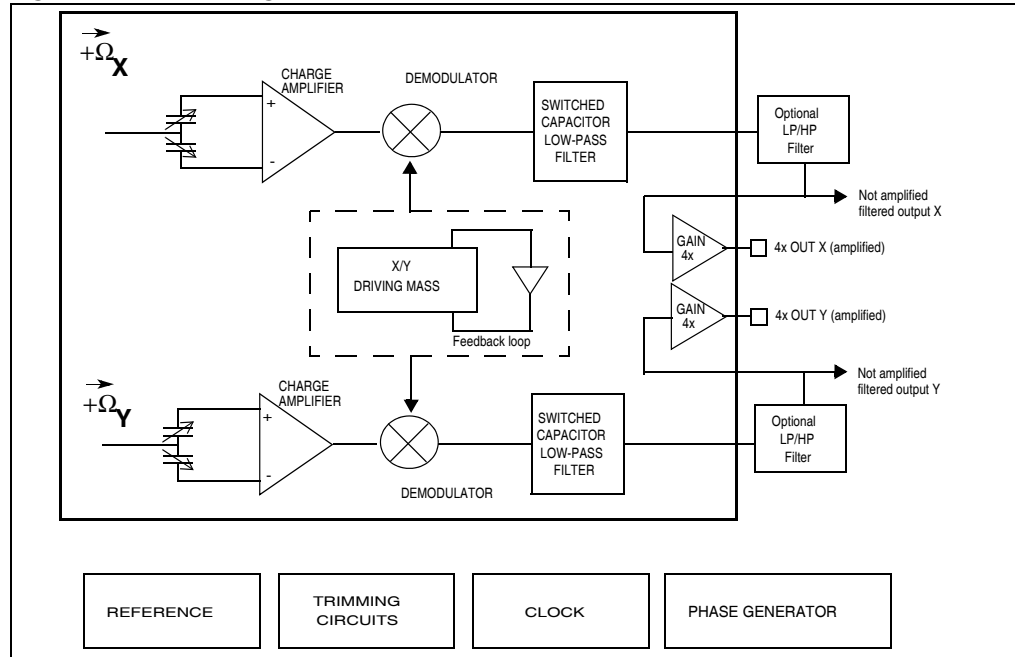 +Ω X
CHARGE
AMPLIFIER
DEMODULATOR
+
-
SWITCHED
CAPACITOR
LOW-PASS
FILTER
Optional
LP/HP
Filter
Not amplified
filtered output X
GAIN
4x
4x OUT X (amplified)
X/Y
DRIVING MASS
Feedback loop
GAIN
4x
4x OUT Y (amplified)
Not amplified
filtered output Y
+Ω Y
CHARGE
AMPLIFIER
+
-
DEMODULATOR
SWITCHED
CAPACITOR
LOW-PASS
FILTER
Optional
LP/HP
Filter
REFERENCE
TRIMMING
CIRCUITS
CLOCK
PHASE GENERATOR